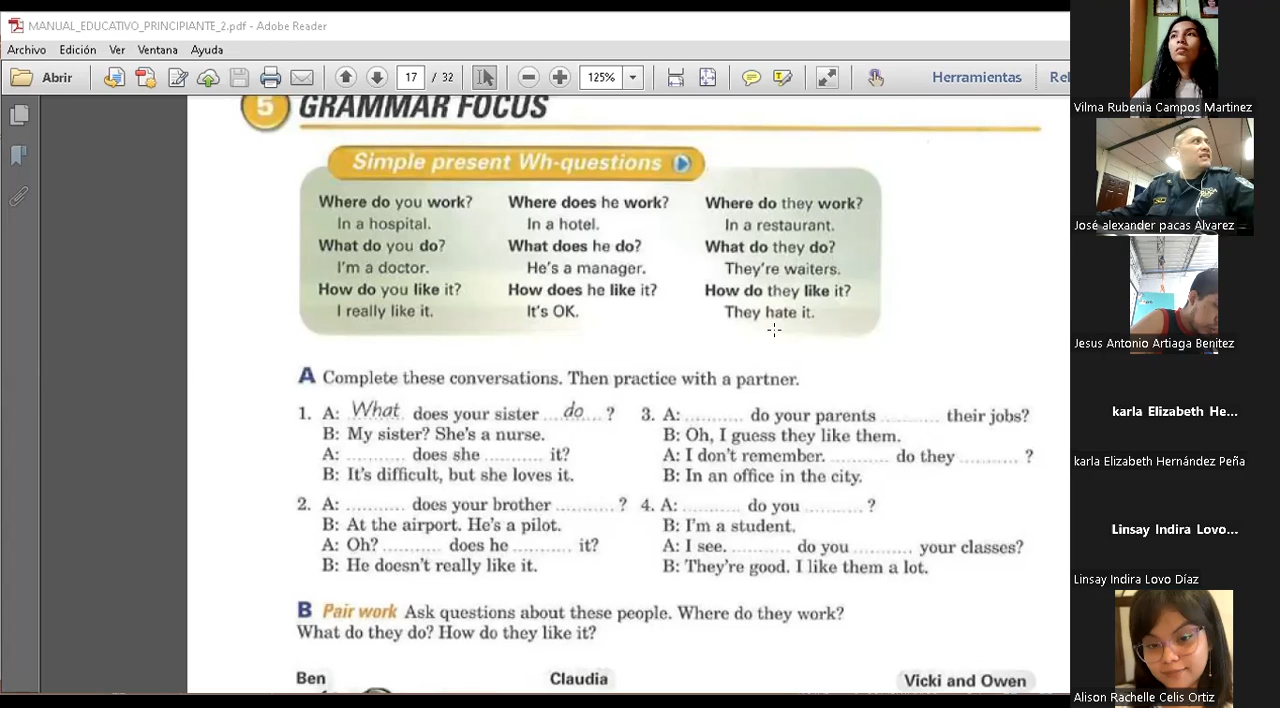 MANUAL_EDUCATIVO_PRINCIPIANTE_2.pdf - Adobe Reader
Archivo Edición Ver Ventana Ayuda
Abrir 17 / 32 125% Herramientas
5 GRAMMAR FOCUS
Simple present Wh-questions
Where do you work? Where does he work? Where do they work?
In a hospital. In a hotel. In a restaurant.
What do you do? What does he do? What do they do?
I'm a doctor. He's a manager. They're waiters.
How do you like it? How does he like it? How do they like it?
I really like it. It's OK. They hate it.
A Complete these conversations. Then practice with a partner.
1. A: What does your sister do ?
B: My sister? She's a nurse.
A: .......... does she .......... it?
B: It's difficult, but she loves it.
2. A: .......... does your brother .......... ?
B: At the airport. He's a pilot.
A: Oh? .......... does he .......... it?
B: He doesn't really like it.
3. A: .......... do your parents .......... their jobs?
B: Oh, I guess they like them.
A: I don't remember. .......... do they .......... ?
B: In an office in the city.
4. A: .......... do you .......... ?
B: I'm a student.
A: I see. .......... do you .......... your classes?
B: They're good. I like them a lot.
B Pair work Ask questions about these people. Where do they work?
What do they do? How do they like it?
Ben Claudia Vicki and Owen
Vilma Rubenia Campos Martinez
José alexander pacas Alvarez
Jesus Antonio Artiaga Benitez
karla Elizabeth He...
karla Elizabeth Hernández Peña
Linsay Indira Lovo...
Linsay Indira Lovo Díaz
Alison Rachelle Celis Ortiz